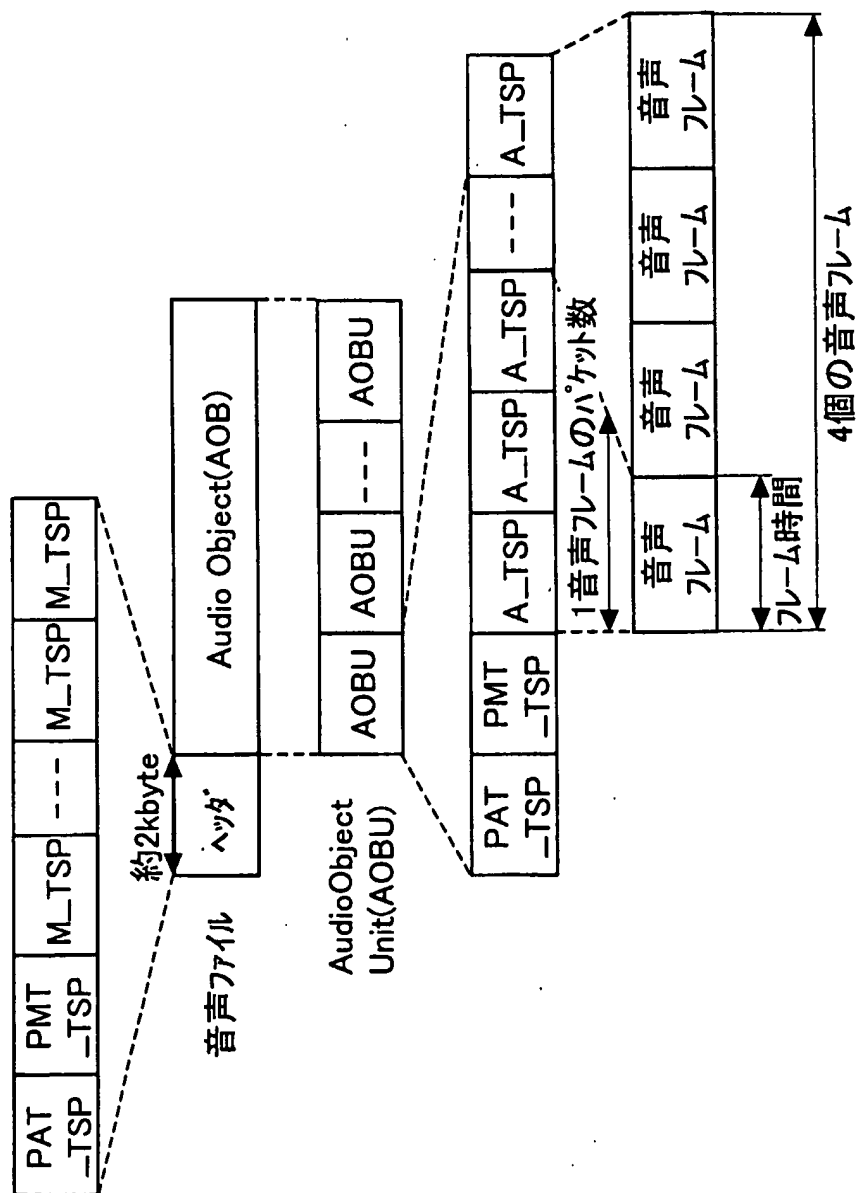 PAT
_TSP
PMT
_TSP
M_TSP
---
M_TSP
M_TSP
約2kbyte
音声ファイル
ヘッダ
Audio Object(AOB)
AudioObject
Unit(AOBU)
AOBU
AOBU
---
AOBU
PAT
_TSP
PMT
_TSP
A_TSP
A_TSP
A_TSP
---
A_TSP
1音声フレームのパケット数
音声
フレーム
音声
フレーム
音声
フレーム
音声
フレーム
フレーム時間
4個の音声フレーム